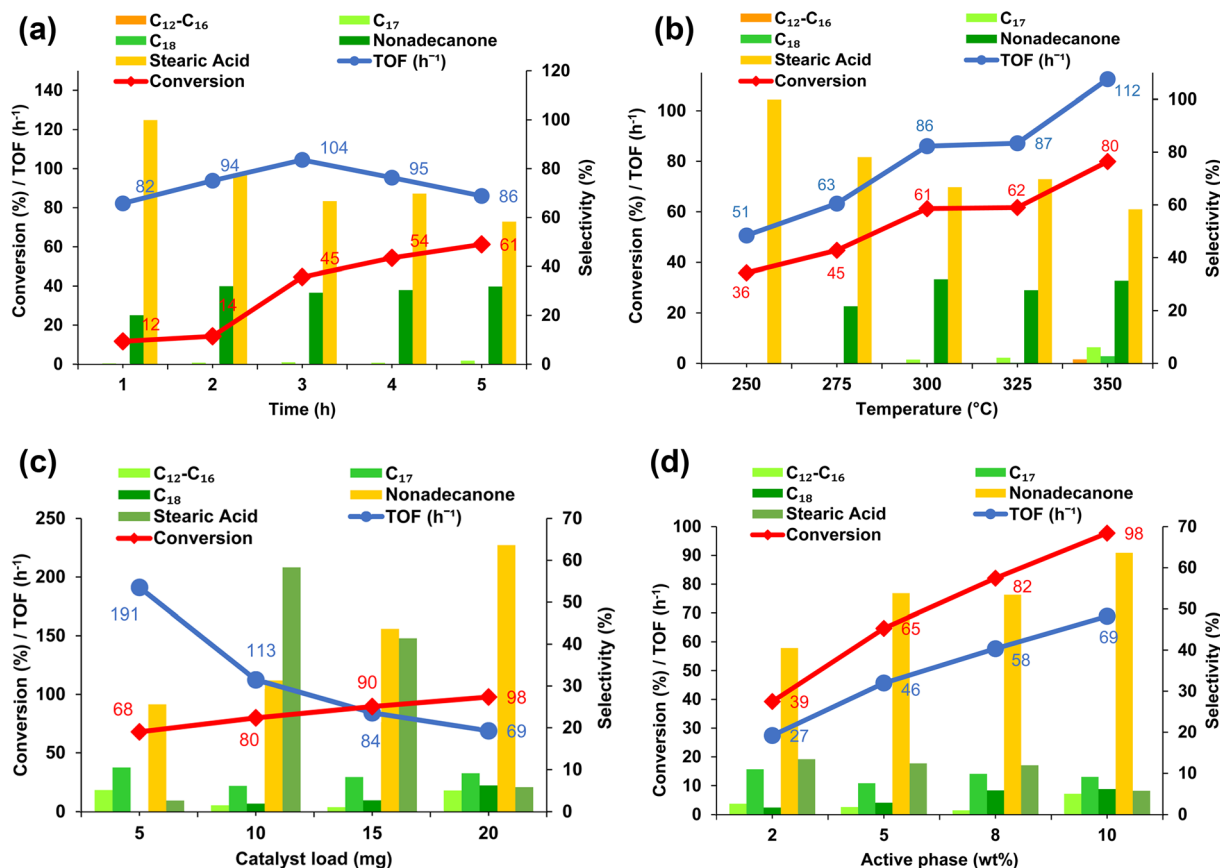 (a)
C₁₂-C₁₆
C₁₇
C₁₈
Nonadecanone
Stearic Acid
TOF (h⁻¹)
Conversion
Conversion (%) / TOF (h⁻¹)
140
120
100
80
60
40
20
0
82
94
104
95
86
12
14
45
54
61
1 2 3 4 5
Time (h)
120
100
80
60
40
20
0
Selectivity (%)
(b)
C₁₂-C₁₆
C₁₇
C₁₈
Nonadecanone
Stearic Acid
TOF (h⁻¹)
Conversion
Conversion (%) / TOF (h⁻¹)
100
80
60
40
20
0
51
63
86
87
112
36
45
61
62
80
250 275 300 325 350
Temperature (°C)
100
80
60
40
20
0
Selectivity (%)
(c)
C₁₂-C₁₆
C₁₇
C₁₈
Nonadecanone
Stearic Acid
TOF (h⁻¹)
Conversion
Conversion (%) / TOF (h⁻¹)
250
200
150
100
50
0
191
113
84
69
68
80
90
98
5 10 15 20
Catalyst load (mg)
70
60
50
40
30
20
10
0
Selectivity (%)
(d)
C₁₂-C₁₆
C₁₇
C₁₈
Nonadecanone
Stearic Acid
TOF (h⁻¹)
Conversion
Conversion (%) / TOF (h⁻¹)
100
90
80
70
60
50
40
30
20
10
0
39
65
82
98
27
46
58
69
2 5 8 10
Active phase (wt%)
70
60
50
40
30
20
10
0
Selectivity (%)